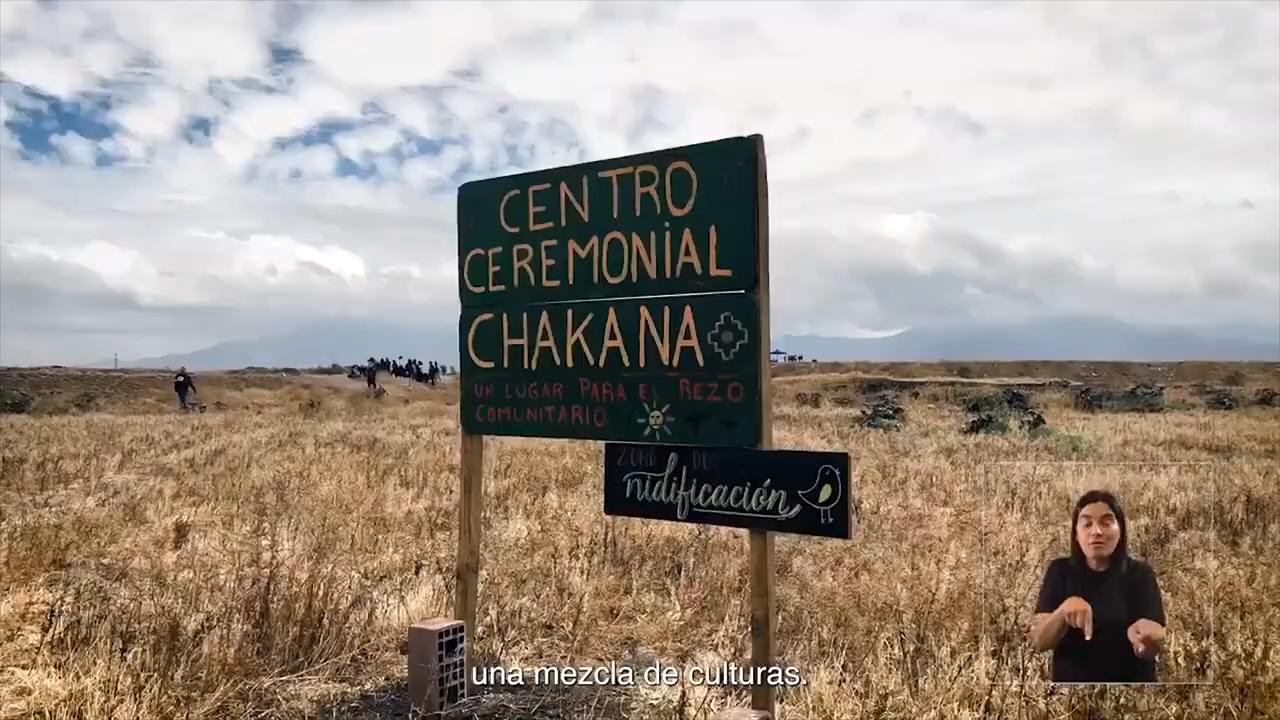 CENTRO
CEREMONiAL
CHAKANA
UN LUGAR PARA EL REZO
COMUNITARIO
ZONA DE
nidificación
una mezcla de culturas.